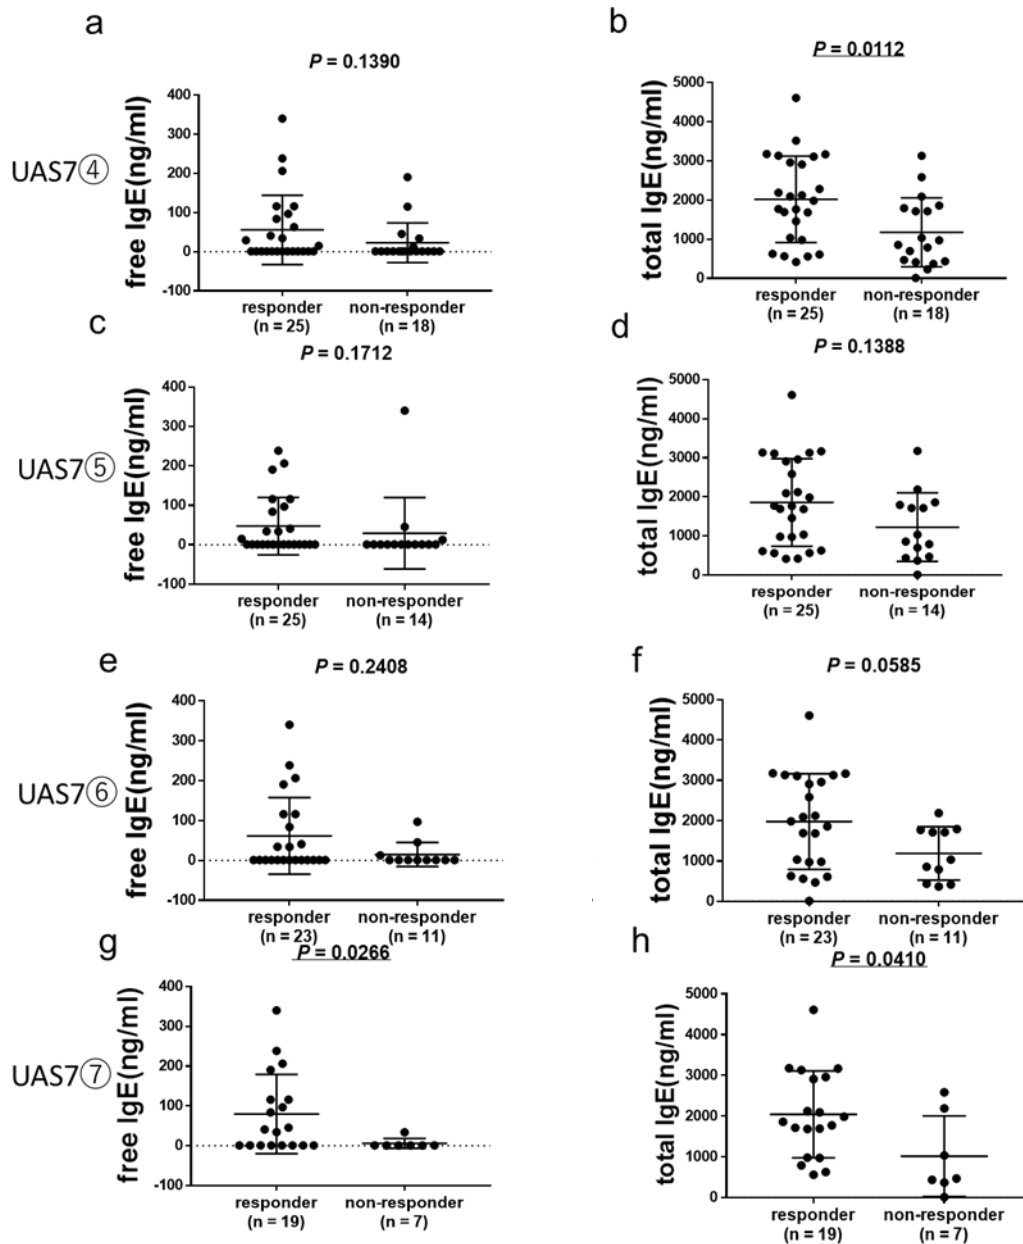 a
P = 0.1390
free IgE(ng/ml)
400
300
200
100
0
-100
responder
(n = 25)
non-responder
(n = 18)
UAS7④
b
P = 0.0112
total IgE(ng/ml)
5000
4000
3000
2000
1000
0
responder
(n = 25)
non-responder
(n = 18)
c
P = 0.1712
free IgE(ng/ml)
400
300
200
100
0
-100
responder
(n = 25)
non-responder
(n = 14)
UAS7⑤
d
P = 0.1388
total IgE(ng/ml)
5000
4000
3000
2000
1000
0
responder
(n = 25)
non-responder
(n = 14)
e
P = 0.2408
free IgE(ng/ml)
400
300
200
100
0
-100
responder
(n = 23)
non-responder
(n = 11)
UAS7⑥
f
P = 0.0585
total IgE(ng/ml)
5000
4000
3000
2000
1000
0
responder
(n = 23)
non-responder
(n = 11)
g
P = 0.0266
free IgE(ng/ml)
400
300
200
100
0
-100
responder
(n = 19)
non-responder
(n = 7)
UAS7⑦
h
P = 0.0410
total IgE(ng/ml)
5000
4000
3000
2000
1000
0
responder
(n = 19)
non-responder
(n = 7)